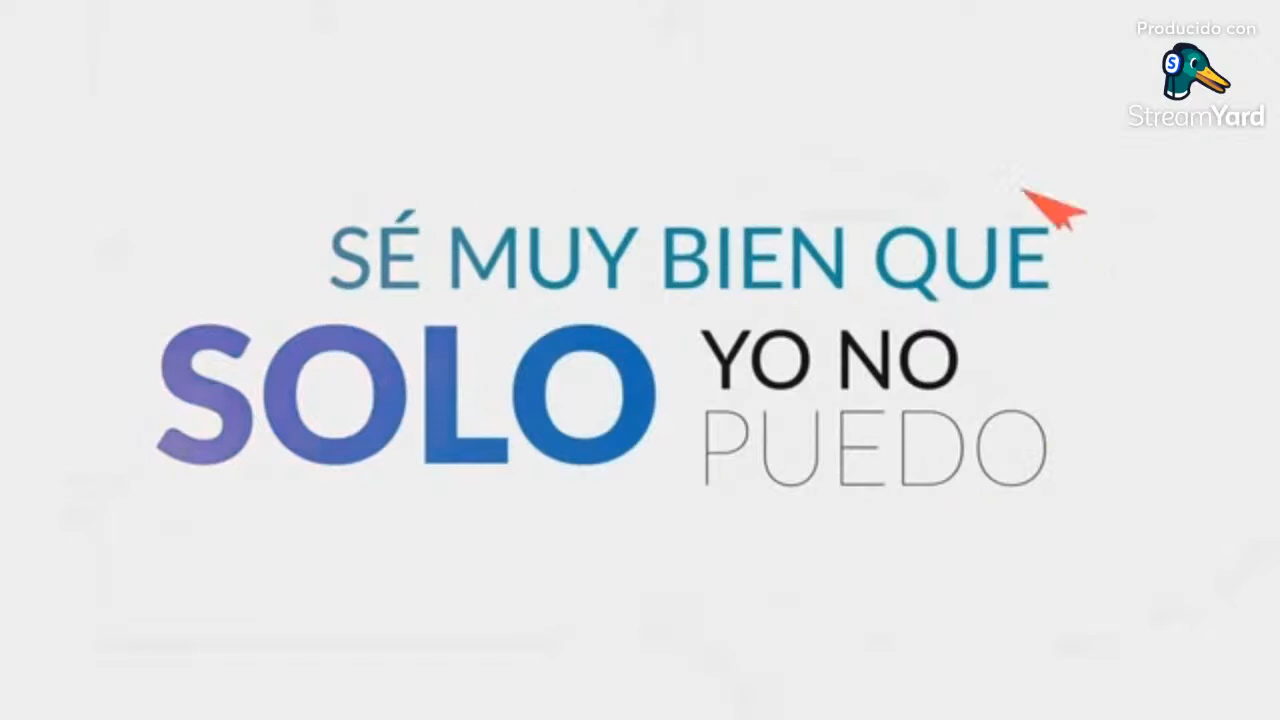 Producido con
StreamYard
SÉ MUY BIEN QUE
SOLO YO NO
PUEDO